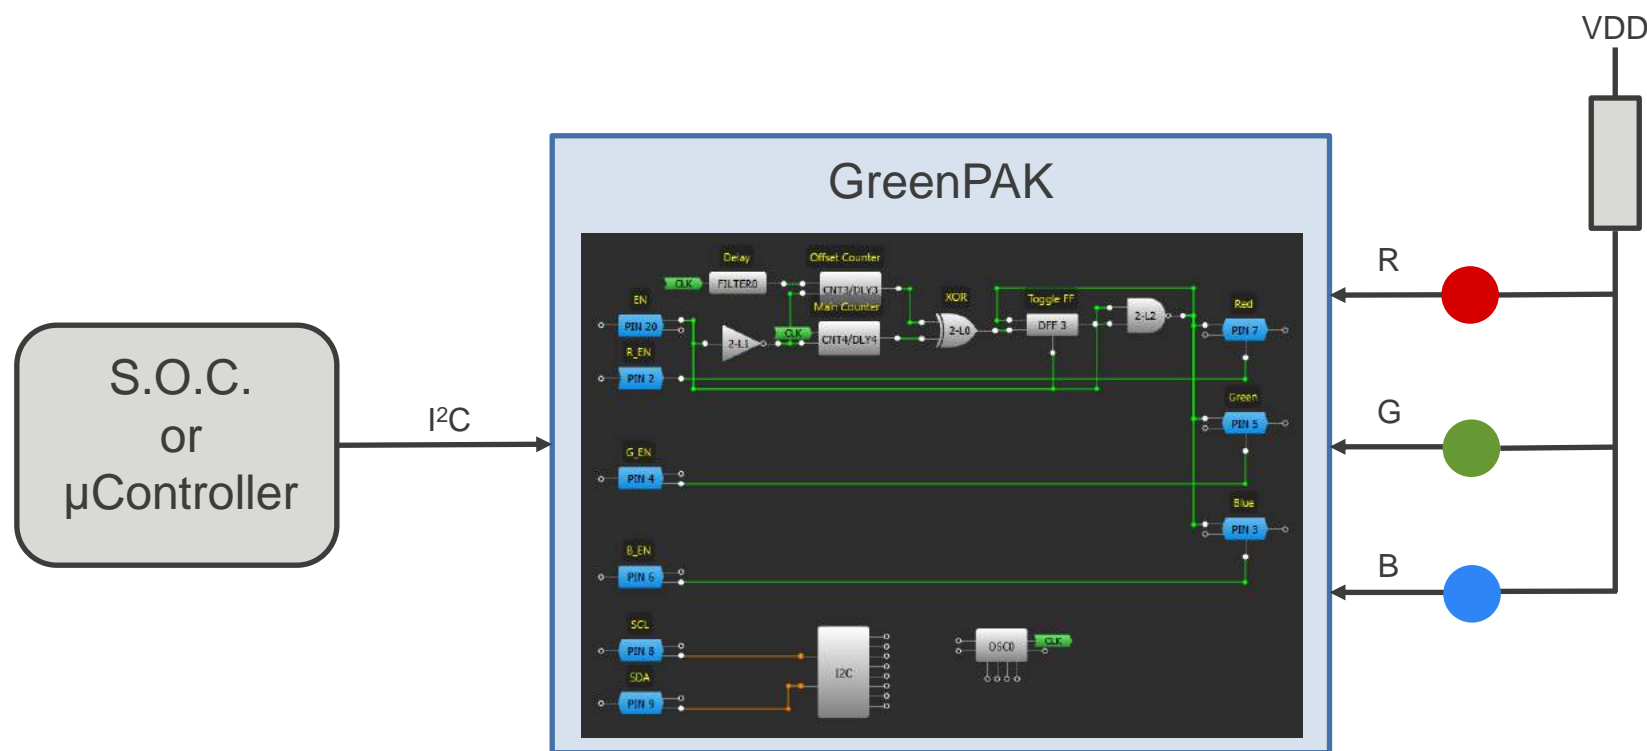 VDD
GreenPAK
S.O.C.
or
µController
I²C
R
G
B
Delay
Offset Counter
CLK
FILTER0
CNT3/DLY3
Main Counter
XOR
Toggle FF
EN
PIN 20
2-L1
CLK
CNT4/DLY4
2-L0
DFF 3
2-L2
Red
PIN 7
R_EN
PIN 2
Green
PIN 5
G_EN
PIN 4
Blue
PIN 3
B_EN
PIN 6
SCL
PIN 8
SDA
PIN 9
I2C
OSC0
CLK